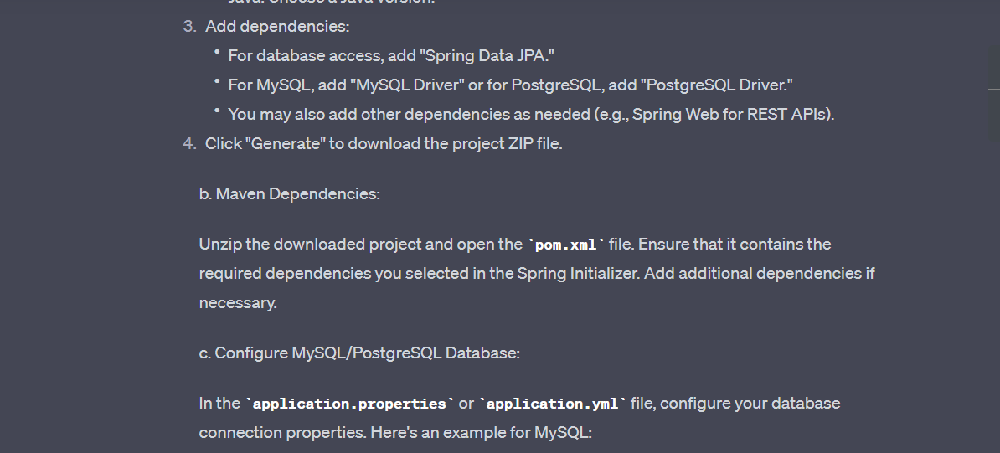 3. Add dependencies:
• For database access, add "Spring Data JPA."
• For MySQL, add "MySQL Driver" or for PostgreSQL, add "PostgreSQL Driver."
• You may also add other dependencies as needed (e.g., Spring Web for REST APIs).
4. Click "Generate" to download the project ZIP file.
b. Maven Dependencies:
Unzip the downloaded project and open the `pom.xml` file. Ensure that it contains the
required dependencies you selected in the Spring Initializer. Add additional dependencies if
necessary.
c. Configure MySQL/PostgreSQL Database:
In the `application.properties` or `application.yml` file, configure your database
connection properties. Here's an example for MySQL: